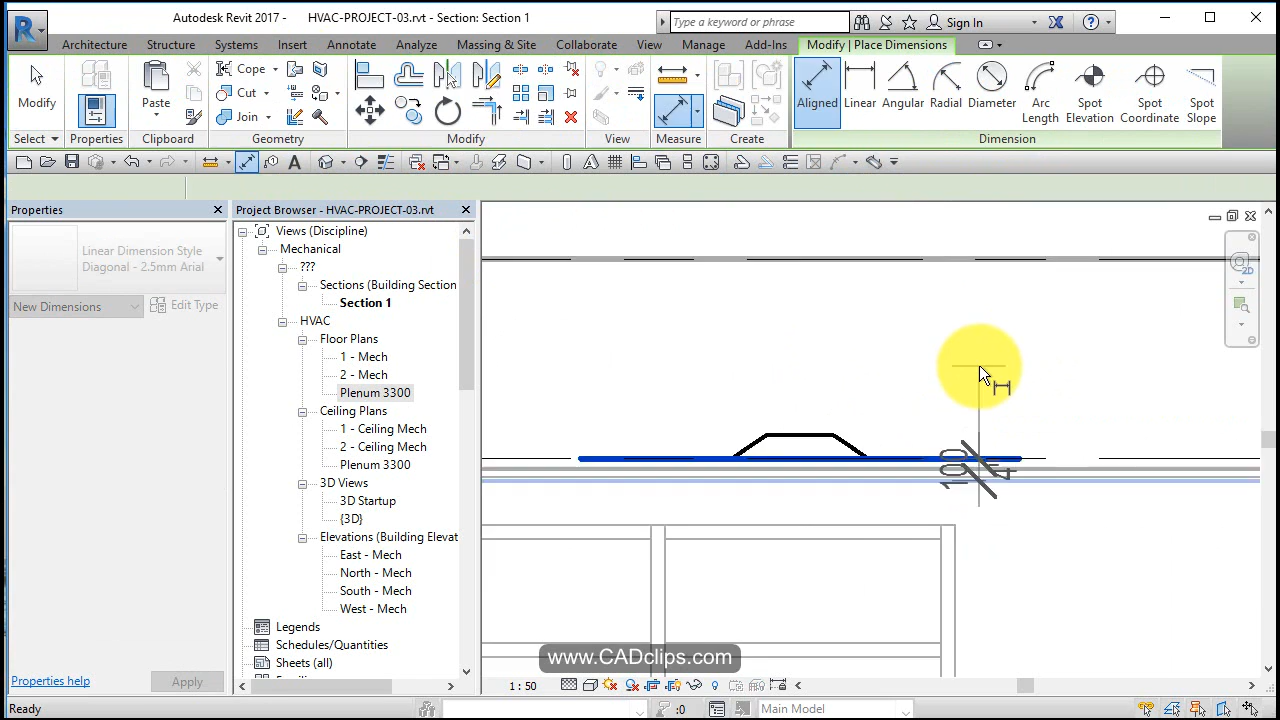 Autodesk Revit 2017 - HVAC-PROJECT-03.rvt - Section: Section 1
Type a keyword or phrase
Sign In
Architecture Structure Systems Insert Annotate Analyze Massing & Site Collaborate View Manage Add-Ins Modify | Place Dimensions
Modify
Properties
Paste
Cope
Cut
Join
Aligned Linear Angular Radial Diameter Arc Length Spot Elevation Spot Coordinate Spot Slope
Select Properties Clipboard Geometry Modify View Measure Create Dimension
Properties
Linear Dimension Style
Diagonal - 2.5mm Arial
New Dimensions
Edit Type
Properties help
Apply
Project Browser - HVAC-PROJECT-03.rvt
Views (Discipline)
Mechanical
???
Sections (Building Section
Section 1
HVAC
Floor Plans
1 - Mech
2 - Mech
Plenum 3300
Ceiling Plans
1 - Ceiling Mech
2 - Ceiling Mech
Plenum 3300
3D Views
3D Startup
{3D}
Elevations (Building Elevat
East - Mech
North - Mech
South - Mech
West - Mech
Legends
Schedules/Quantities
Sheets (all)
2D
100
www.CADclips.com
1 : 50
Ready
:0
Main Model